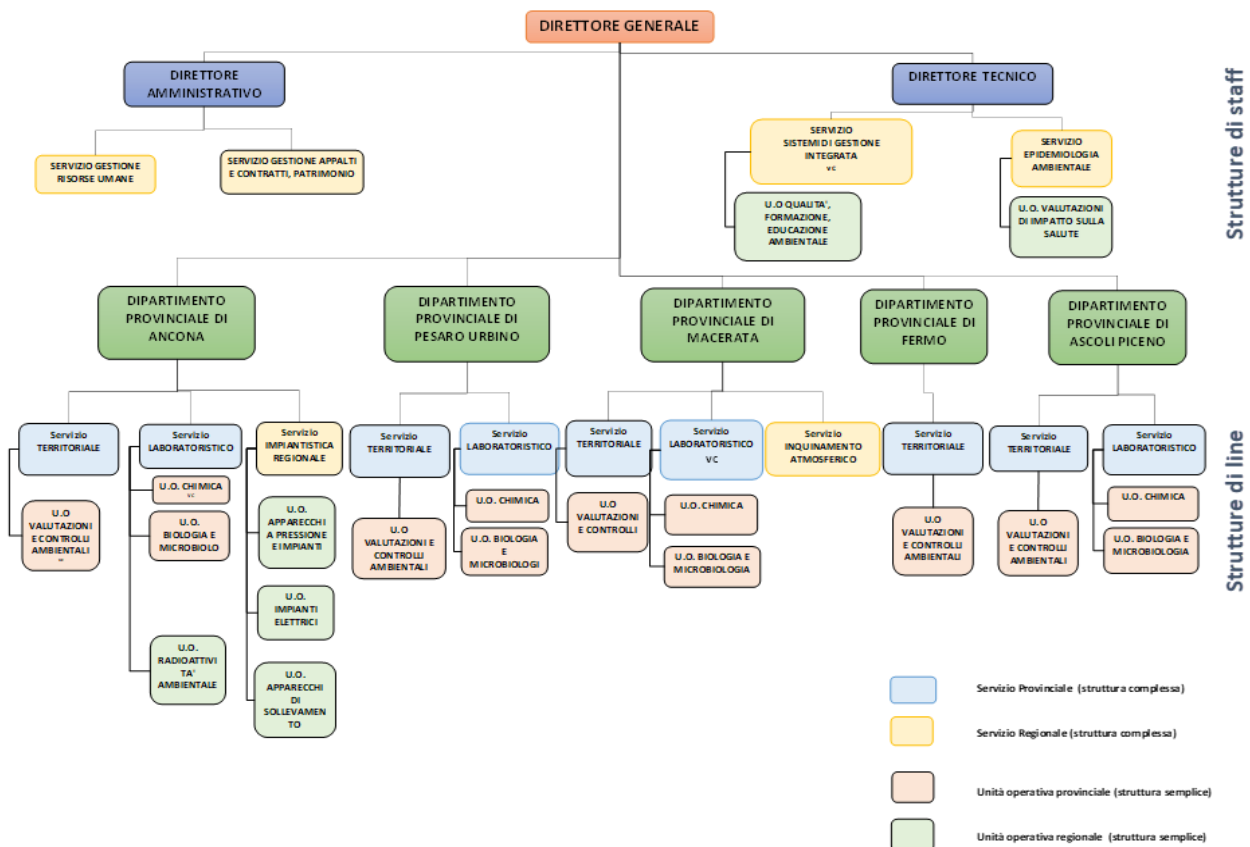 DIRETTORE GENERALE
DIRETTORE
AMMINISTRATIVO
DIRETTORE TECNICO
Strutture di staff
SERVIZIO GESTIONE
RISORSE UMANE
SERVIZIO GESTIONE APPALTI
E CONTRATTI, PATRIMONIO
SERVIZIO
SISTEMI DI GESTIONE
INTEGRATA
VC
SERVIZIO
EPIDEMIOLOGIA
AMBIENTALE
U.O QUALITA',
FORMAZIONE,
EDUCAZIONE
AMBIENTALE
U.O. VALUTAZIONI
DI IMPATTO SULLA
SALUTE
DIPARTIMENTO
PROVINCIALE DI
ANCONA
DIPARTIMENTO
PROVINCIALE DI
PESARO URBINO
DIPARTIMENTO
PROVINCIALE DI
MACERATA
DIPARTIMENTO
PROVINCIALE DI
FERMO
DIPARTIMENTO
PROVINCIALE DI
ASCOLI PICENO
Strutture di line
Servizio
TERRITORIALE
U.O
VALUTAZIONI
E CONTROLLI
AMBIENTALI
Servizio
LABORATORISTICO
U.O. CHIMICA
VC
U.O.
BIOLOGIA E
MICROBIOLO
U.O.
RADIOATTIVI
TA'
AMBIENTALE
Servizio
IMPIANTISTICA
REGIONALE
U.O.
APPARECCHI
A PRESSIONE
E IMPIANTI
U.O.
IMPIANTI
ELETTRICI
U.O.
APPARECCHI
DI
SOLLEVAME
NTO
Servizio
TERRITORIALE
U.O
VALUTAZIONI E
CONTROLLI
AMBIENTALI
Servizio
LABORATORISTICO
U.O. CHIMICA
U.O. BIOLOGIA
E
MICROBIOLOGI
Servizio
TERRITORIALE
U.O
VALUTAZIONI
E CONTROLLI
Servizio
LABORATORISTICO
VC
U.O. CHIMICA
U.O. BIOLOGIA E
MICROBIOLOGIA
Servizio
INQUINAMENTO
ATMOSFERICO
Servizio
TERRITORIALE
U.O
VALUTAZIONI
E CONTROLLI
AMBIENTALI
Servizio
TERRITORIALE
U.O
VALUTAZIONI
E CONTROLLI
AMBIENTALI
Servizio
LABORATORISTICO
U.O. CHIMICA
U.O. BIOLOGIA E
MICROBIOLOGIA
Servizio Provinciale (struttura complessa)
Servizio Regionale (struttura complessa)
Unità operativa provinciale (struttura semplice)
Unità operativa regionale (struttura semplice)